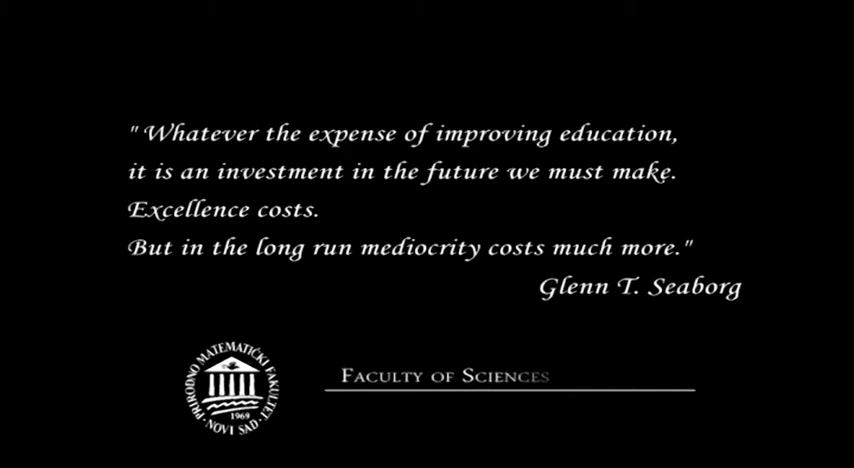 " Whatever the expense of improving education,
it is an investment in the future we must make.
Excellence costs.
But in the long run mediocrity costs much more."
Glenn T. Seaborg
PRIRODNO MATEMATIČKI FAKULTET
1969
NOVI SAD
FACULTY OF SCIENCES